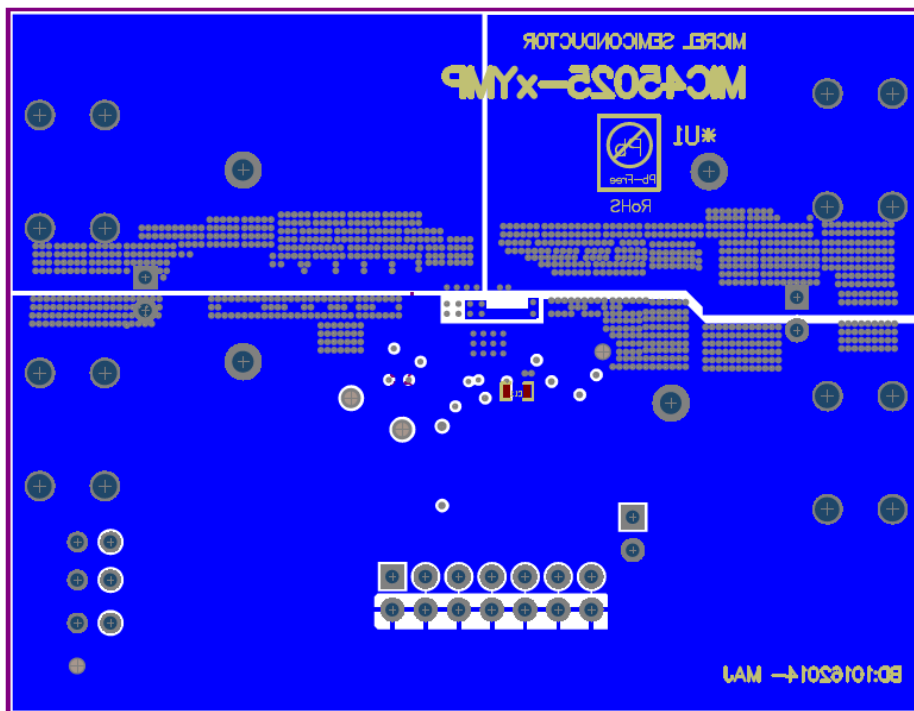 MICREL SEMICONDUCTOR
MIC45025-xYMP
*U1
Pb
Pb-Free
RoHS
BD:10162014- MAJ